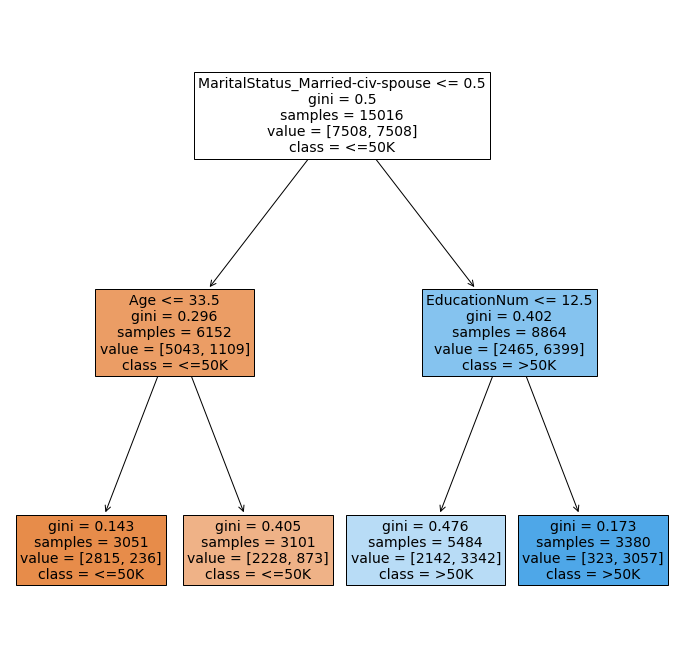 MaritalStatus_Married-civ-spouse <= 0.5
gini = 0.5
samples = 15016
value = [7508, 7508]
class = <=50K
Age <= 33.5
gini = 0.296
samples = 6152
value = [5043, 1109]
class = <=50K
EducationNum <= 12.5
gini = 0.402
samples = 8864
value = [2465, 6399]
class = >50K
gini = 0.143
samples = 3051
value = [2815, 236]
class = <=50K
gini = 0.405
samples = 3101
value = [2228, 873]
class = <=50K
gini = 0.476
samples = 5484
value = [2142, 3342]
class = >50K
gini = 0.173
samples = 3380
value = [323, 3057]
class = >50K